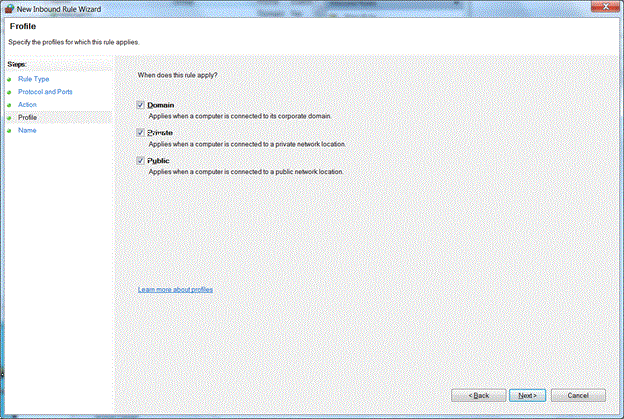 New Inbound Rule Wizard
Profile
Specify the profiles for which this rule applies.
Steps:
Rule Type
Protocol and Ports
Action
Profile
Name
When does this rule apply?
Domain
Applies when a computer is connected to its corporate domain.
Private
Applies when a computer is connected to a private network location.
Public
Applies when a computer is connected to a public network location.
Learn more about profiles
< Back
Next >
Cancel